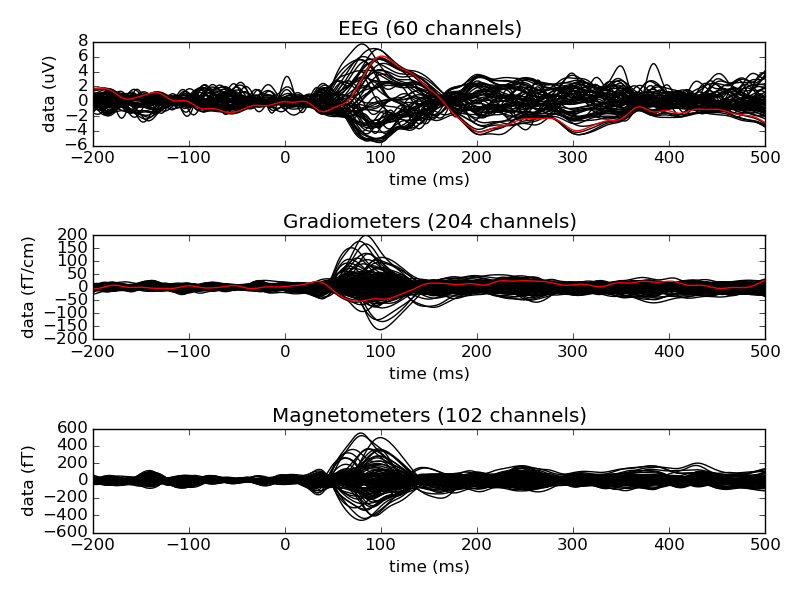 EEG (60 channels)
data (uV)
8
6
4
2
0
−2
−4
−6
−200 −100 0 100 200 300 400 500
time (ms)
Gradiometers (204 channels)
data (fT/cm)
200
150
100
50
0
−50
−100
−150
−200
−200 −100 0 100 200 300 400 500
time (ms)
Magnetometers (102 channels)
data (fT)
600
400
200
0
−200
−400
−600
−200 −100 0 100 200 300 400 500
time (ms)